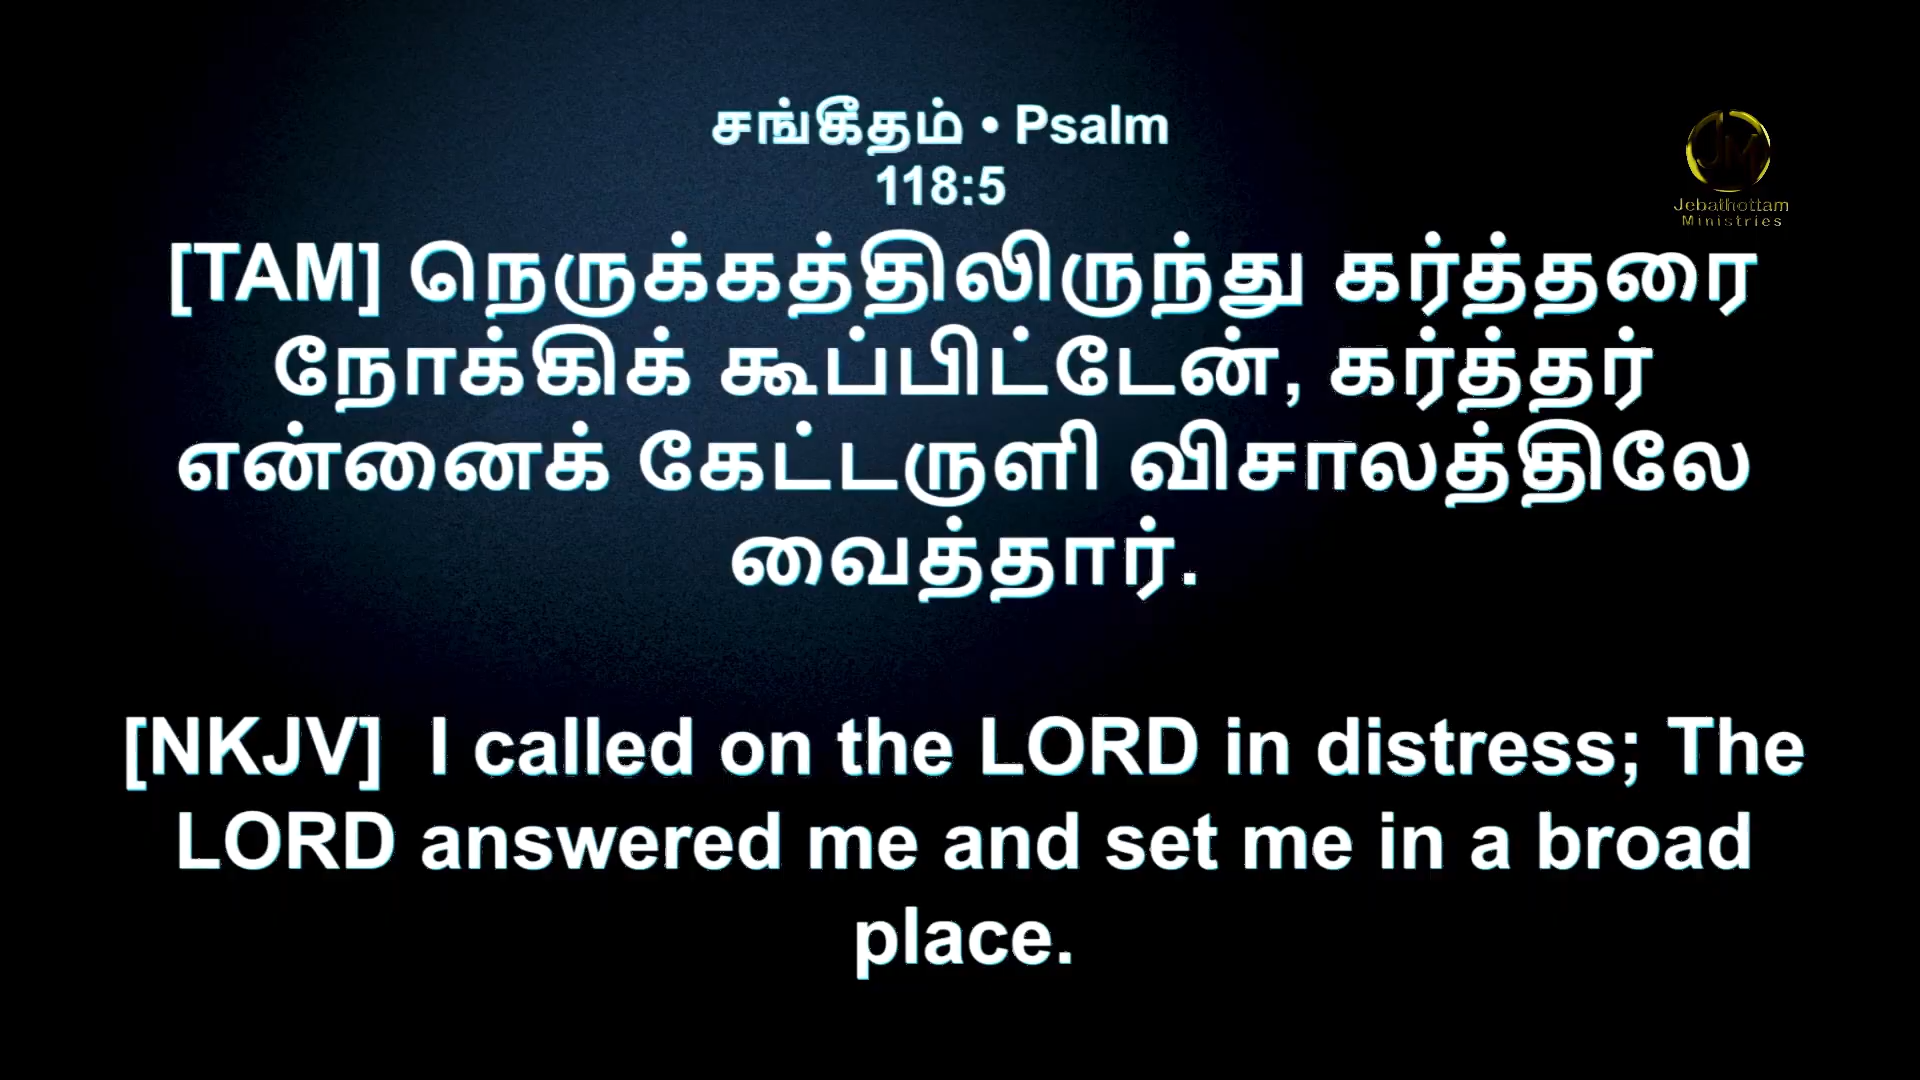 சங்கீதம் • Psalm
118:5
[TAM] நெருக்கத்திலிருந்து கர்த்தரை
நோக்கிக் கூப்பிட்டேன், கர்த்தர்
என்னைக் கேட்டருளி விசாலத்திலே
வைத்தார்.
[NKJV]  I called on the LORD in distress; The
LORD answered me and set me in a broad
place.
JM
Jebathottam
Ministries